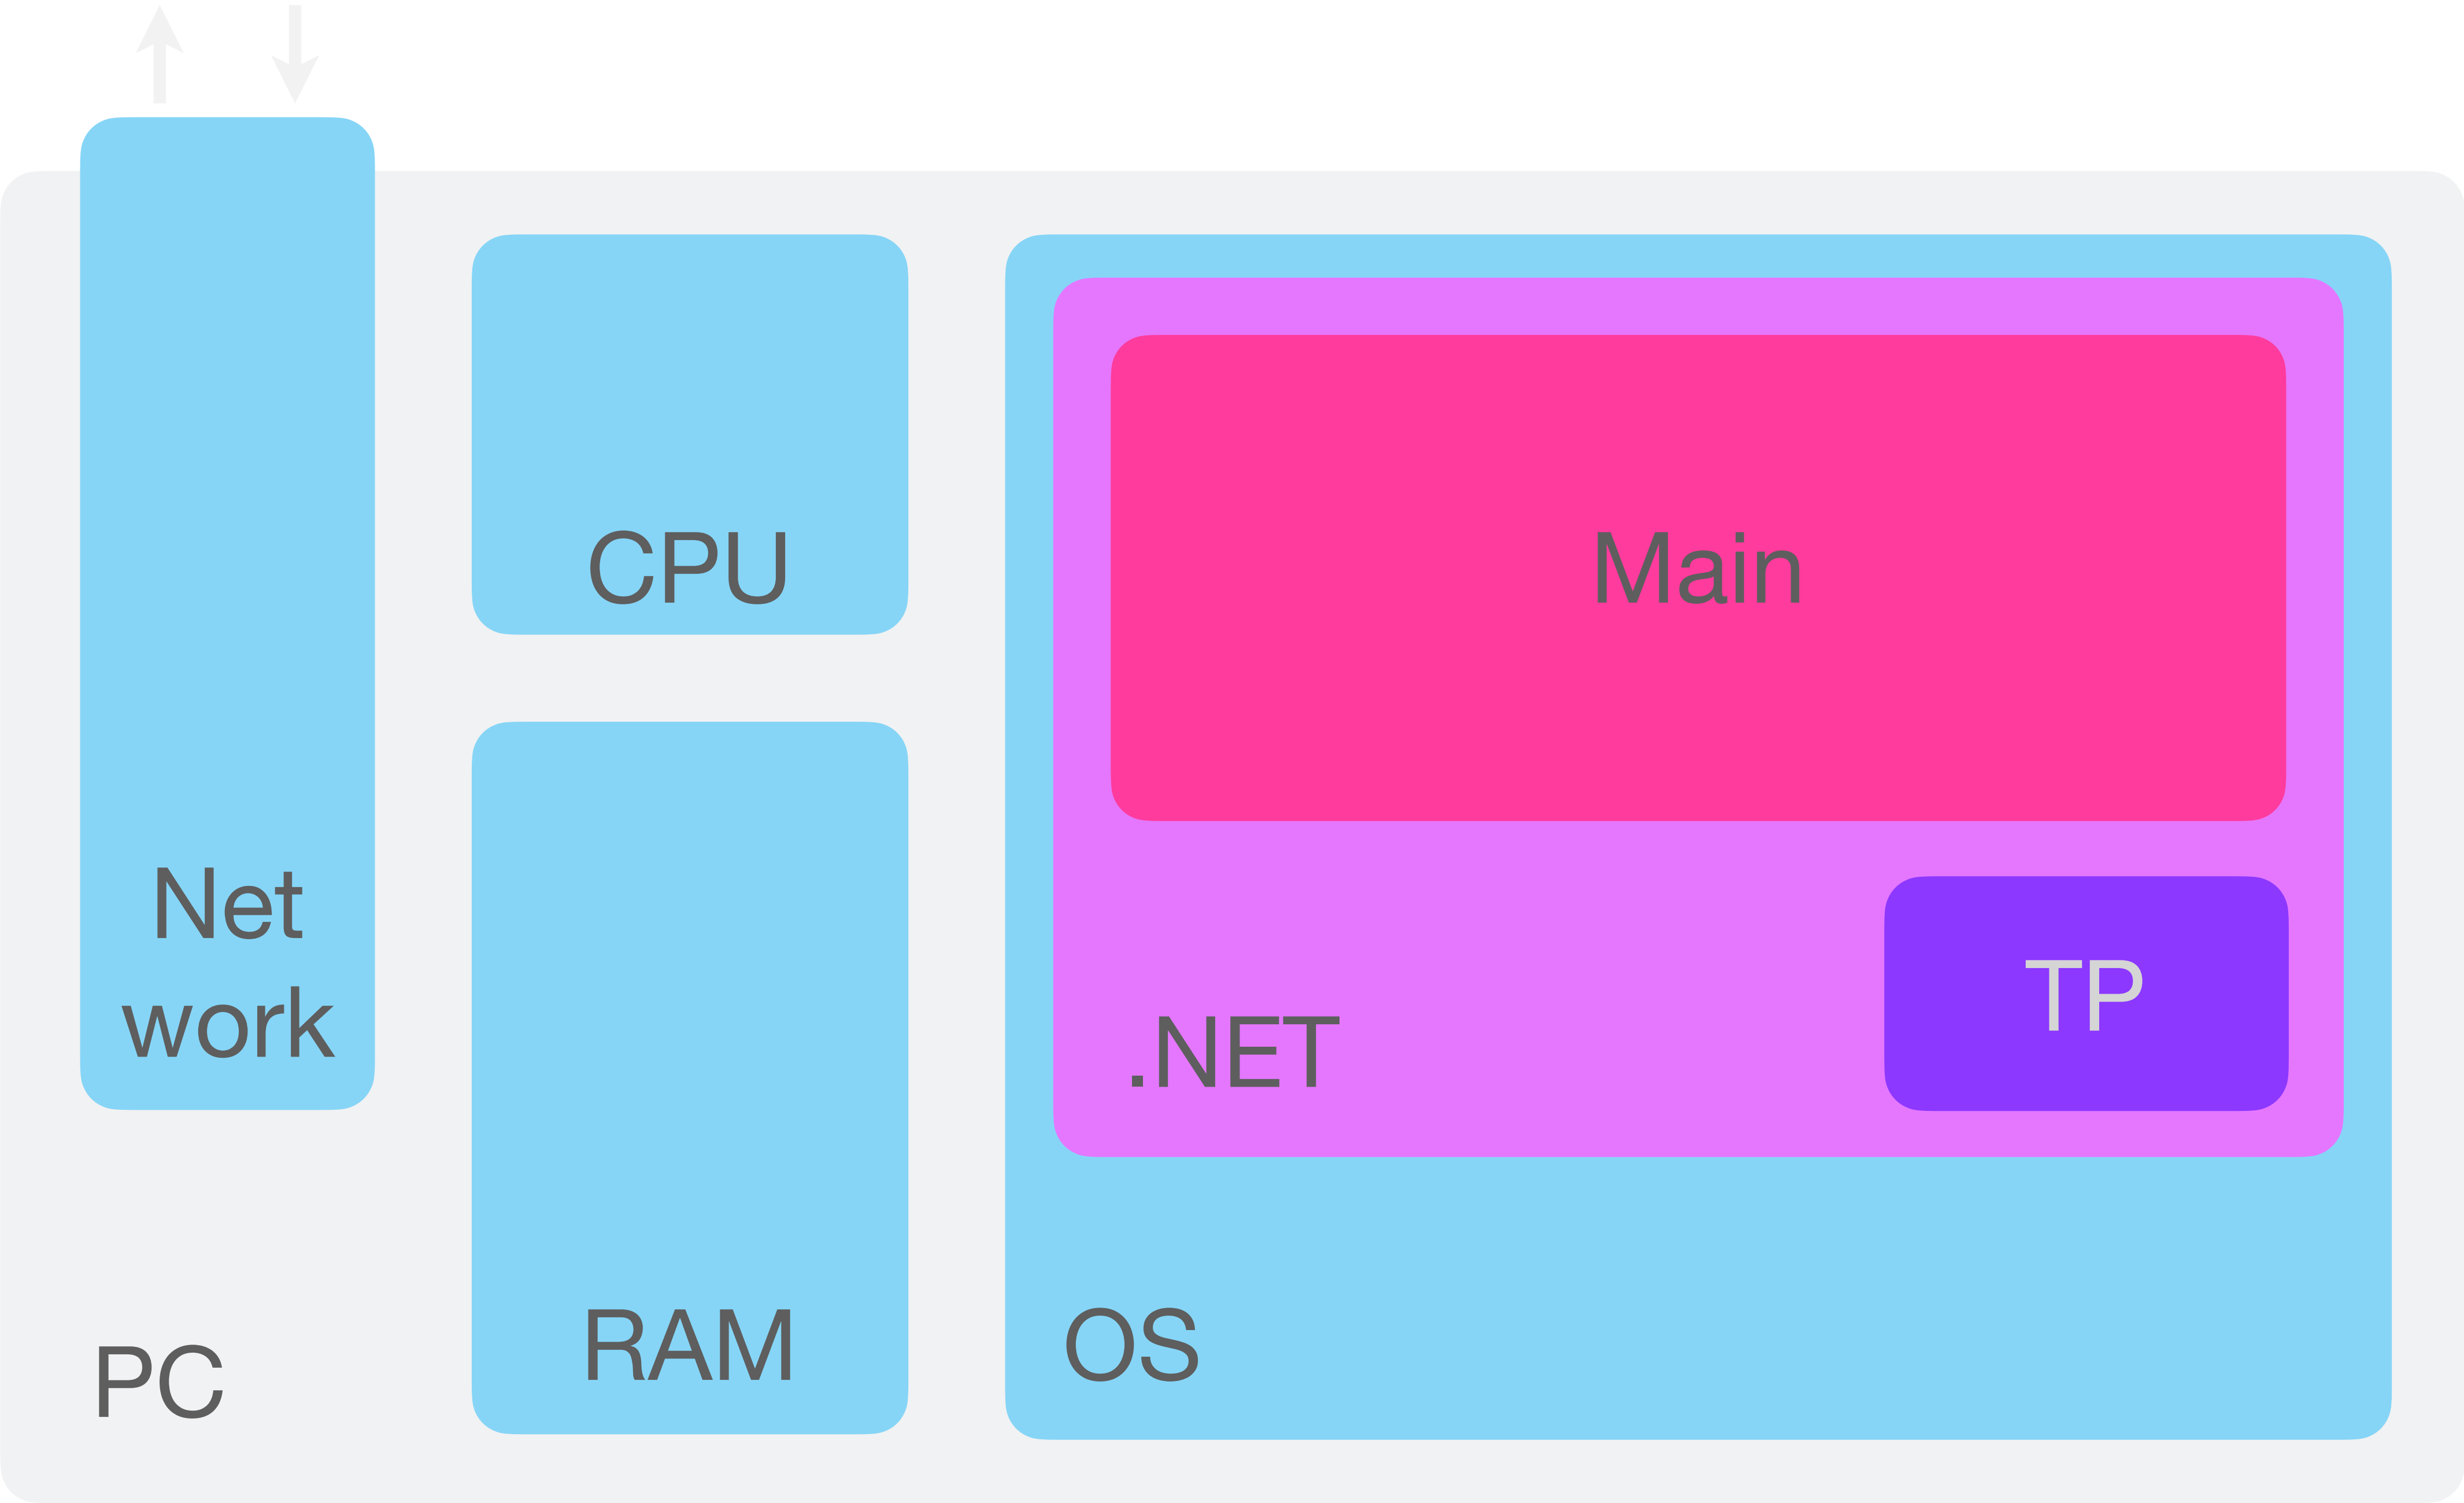 CPU
Main
Net
work
TP
.NET
RAM
OS
PC